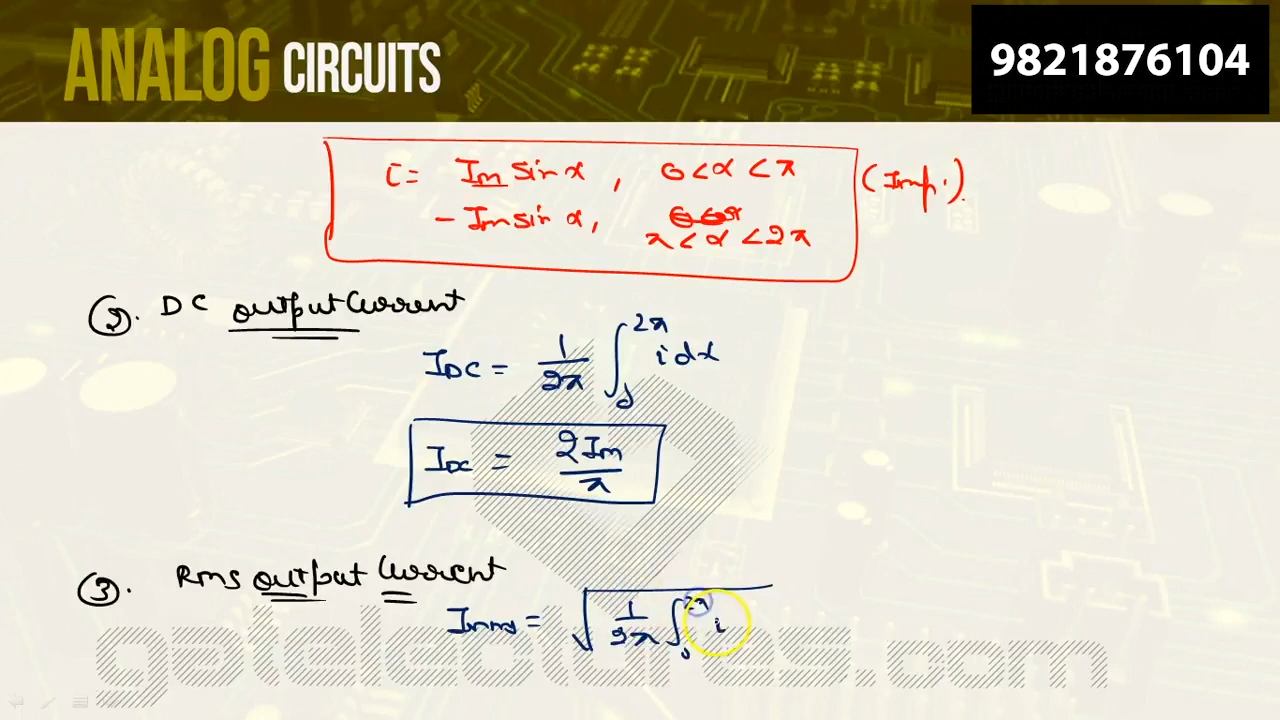 ANALOG CIRCUITS
9821876104
i = Im sin α , 0 < α < π (Imp.)
- Im sin α, π < α < 2π
②. DC output Current
IDC = 1/2π ∫₀^2π i dα
IDC = 2Im/π
③. Rms output Current
Irms = √ 1/2π ∫₀^2π i
gatelectures.com